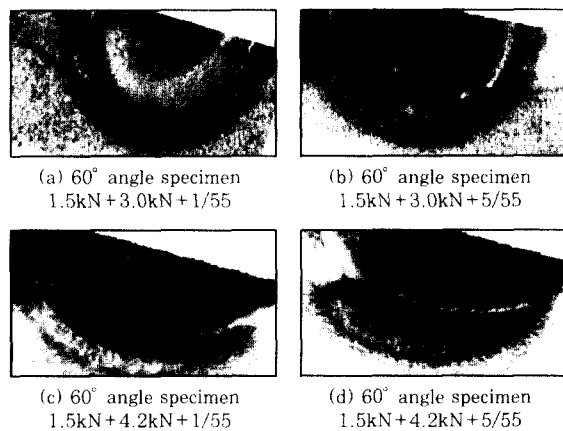 (a) 60° angle specimen
1.5kN+3.0kN+1/55
(b) 60° angle specimen
1.5kN+3.0kN+5/55
(c) 60° angle specimen
1.5kN+4.2kN+1/55
(d) 60° angle specimen
1.5kN+4.2kN+5/55